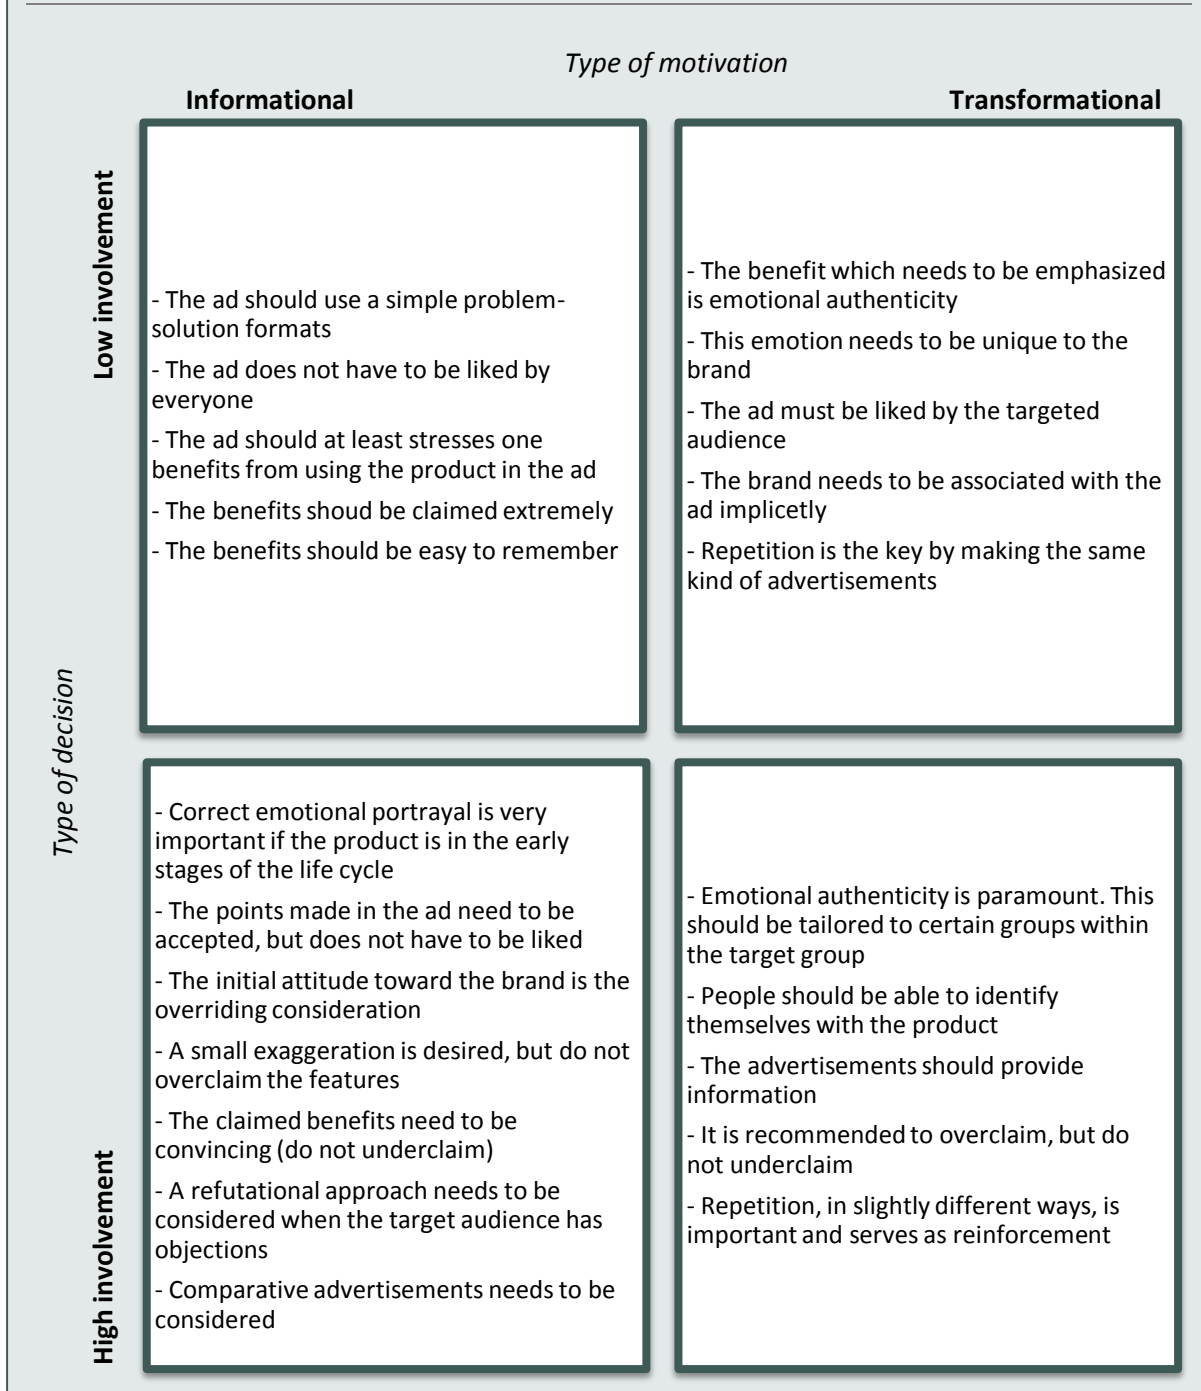 Type of motivation
Informational
Transformational
Low involvement
- The ad should use a simple problem-
solution formats
- The ad does not have to be liked by
everyone
- The ad should at least stresses one
benefits from using the product in the ad
- The benefits shoud be claimed extremely
- The benefits should be easy to remember
- The benefit which needs to be emphasized
is emotional authenticity
- This emotion needs to be unique to the
brand
- The ad must be liked by the targeted
audience
- The brand needs to be associated with the
ad implicetly
- Repetition is the key by making the same
kind of advertisements
Type of decision
High involvement
- Correct emotional portrayal is very
important if the product is in the early
stages of the life cycle
- The points made in the ad need to be
accepted, but does not have to be liked
- The initial attitude toward the brand is the
overriding consideration
- A small exaggeration is desired, but do not
overclaim the features
- The claimed benefits need to be
convincing (do not underclaim)
- A refutational approach needs to be
considered when the target audience has
objections
- Comparative advertisements needs to be
considered
- Emotional authenticity is paramount. This
should be tailored to certain groups within
the target group
- People should be able to identify
themselves with the product
- The advertisements should provide
information
- It is recommended to overclaim, but do
not underclaim
- Repetition, in slightly different ways, is
important and serves as reinforcement